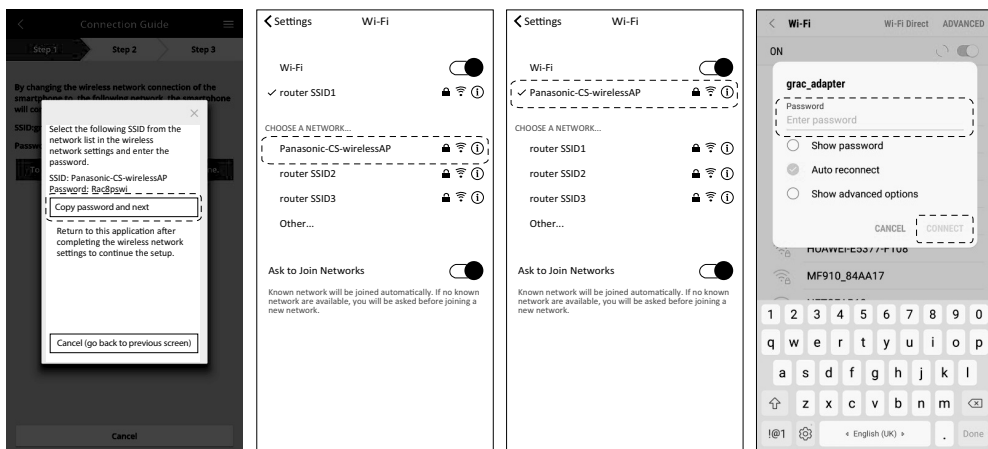 Connection Guide
Step 1
Step 2
Step 3
By changing the wireless network connection of the
smartphone to the following network, the smartphone
will co
SSID:g
Passw
To
ne.
Select the following SSID from the
network list in the wireless
network settings and enter the
password.
SSID: Panasonic-CS-wirelessAP
Password: Rac8pswi
Copy password and next
Return to this application after
completing the wireless network
settings to continue the setup.
Cancel (go back to previous screen)
Cancel
Settings
Wi-Fi
Wi-Fi
router SSID1
CHOOSE A NETWORK...
Panasonic-CS-wirelessAP
router SSID2
router SSID3
Other...
Ask to Join Networks
Known network will be joined automatically. If no known
network are available, you will be asked before joining a
new network.
Settings
Wi-Fi
Wi-Fi
Panasonic-CS-wirelessAP
CHOOSE A NETWORK...
router SSID1
router SSID2
router SSID3
Other...
Ask to Join Networks
Known network will be joined automatically. If no known
network are available, you will be asked before joining a
new network.
Wi-Fi
Wi-Fi Direct
ADVANCED
ON
grac_adapter
Password
Enter password
Show password
Auto reconnect
Show advanced options
CANCEL
CONNECT
HUAWEI-E5377-F108
MF910_84AA17
1 2 3 4 5 6 7 8 9 0
q w e r t y u i o p
a s d f g h j k l
z x c v b n m
!@1
English (UK)
.
Done